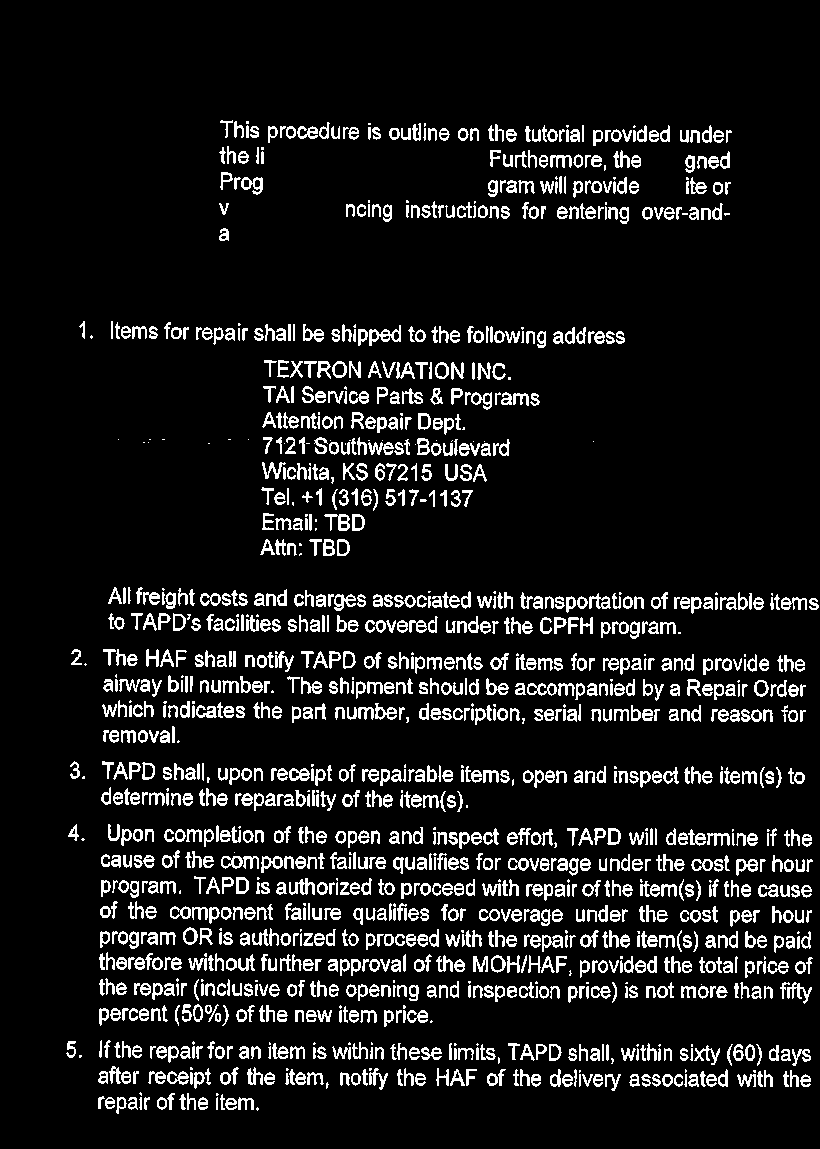 This procedure is outline on the tutorial provided under
the li Furthermore, the gned
Prog gram will provide ite or
v ncing instructions for entering over-and-
a
1. Items for repair shall be shipped to the following address
TEXTRON AVIATION INC.
TAI Service Parts & Programs
Attention Repair Dept.
7121 Southwest Boulevard
Wichita, KS 67215 USA
Tel. +1 (316) 517-1137
Email: TBD
Attn: TBD
All freight costs and charges associated with transportation of repairable items
to TAPD's facilities shall be covered under the CPFH program.
2. The HAF shall notify TAPD of shipments of items for repair and provide the
airway bill number. The shipment should be accompanied by a Repair Order
which indicates the part number, description, serial number and reason for
removal.
3. TAPD shall, upon receipt of repairable items, open and inspect the item(s) to
determine the reparability of the item(s).
4. Upon completion of the open and inspect effort, TAPD will determine if the
cause of the component failure qualifies for coverage under the cost per hour
program. TAPD is authorized to proceed with repair of the item(s) if the cause
of the component failure qualifies for coverage under the cost per hour
program OR is authorized to proceed with the repair of the item(s) and be paid
therefore without further approval of the MOH/HAF, provided the total price of
the repair (inclusive of the opening and inspection price) is not more than fifty
percent (50%) of the new item price.
5. If the repair for an item is within these limits, TAPD shall, within sixty (60) days
after receipt of the item, notify the HAF of the delivery associated with the
repair of the item.